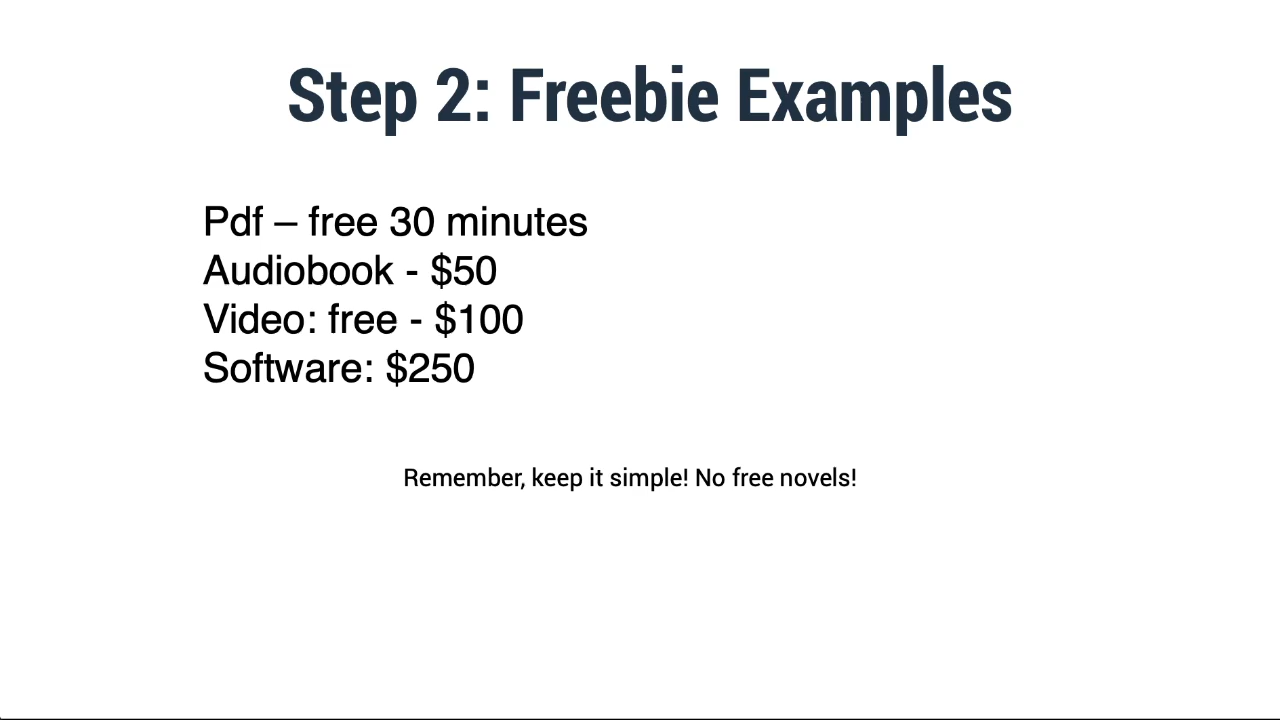 Step 2: Freebie Examples
Pdf – free 30 minutes
Audiobook - $50
Video: free - $100
Software: $250
Remember, keep it simple! No free novels!